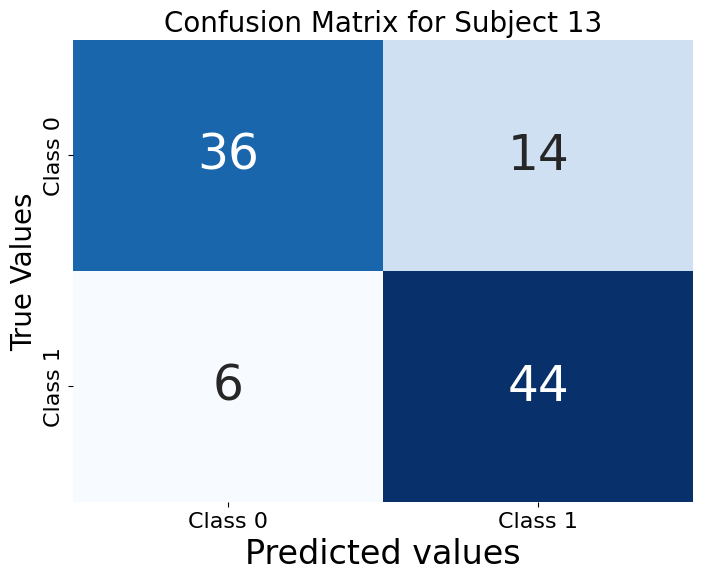 Confusion Matrix for Subject 13
True Values
Class 0
36
14
Class 1
6
44
Class 0
Class 1
Predicted values